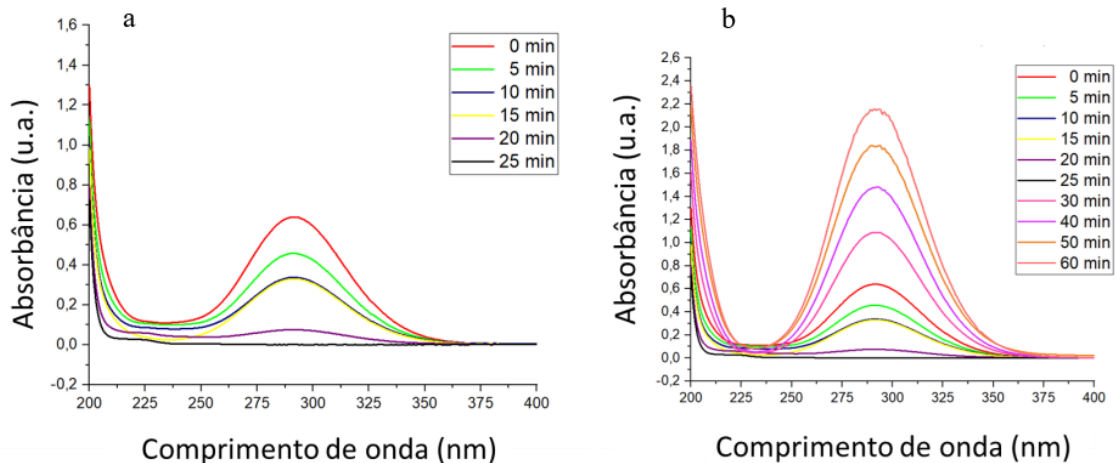 a
Absorbância (u.a.)
1,6
1,4
1,2
1,0
0,8
0,6
0,4
0,2
0,0
-0,2
200 225 250 275 300 325 350 375 400
Comprimento de onda (nm)
0 min
5 min
10 min
15 min
20 min
25 min
b
Absorbância (u.a.)
2,6
2,4
2,2
2,0
1,8
1,6
1,4
1,2
1,0
0,8
0,6
0,4
0,2
0,0
-0,2
200 225 250 275 300 325 350 375 400
Comprimento de onda (nm)
0 min
5 min
10 min
15 min
20 min
25 min
30 min
40 min
50 min
60 min